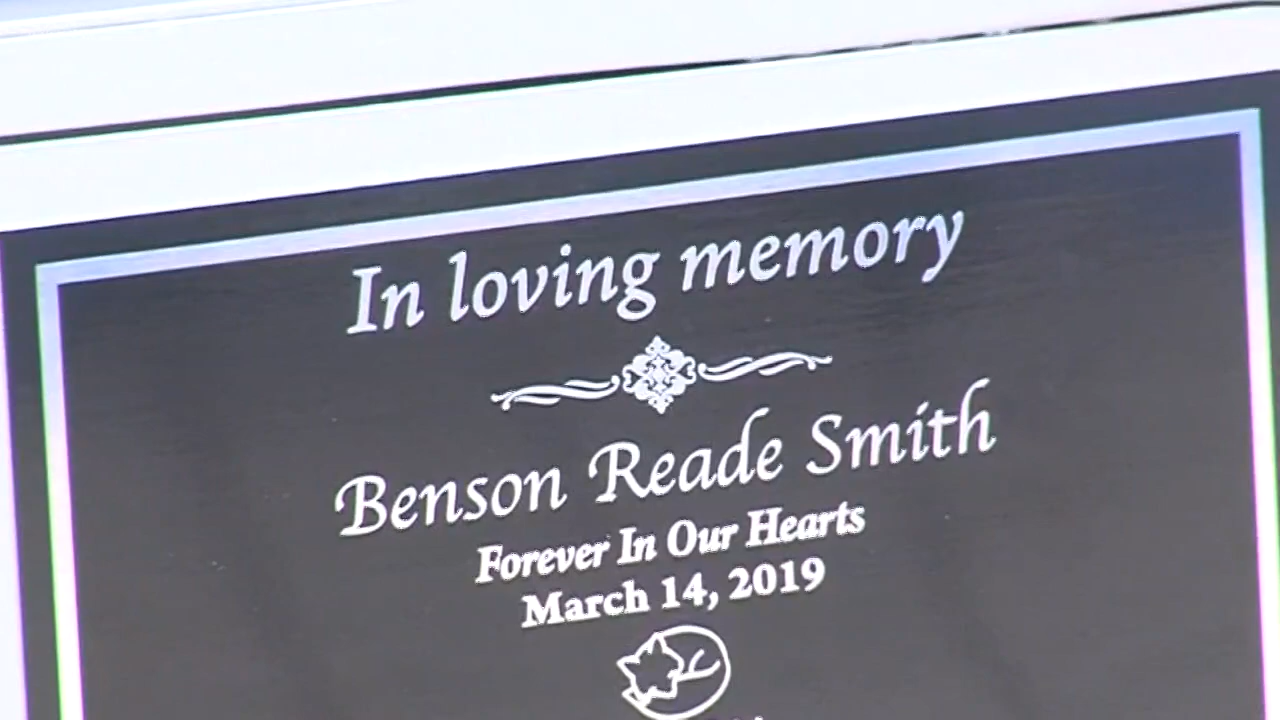 In loving memory
Benson Reade Smith
Forever In Our Hearts
March 14, 2019